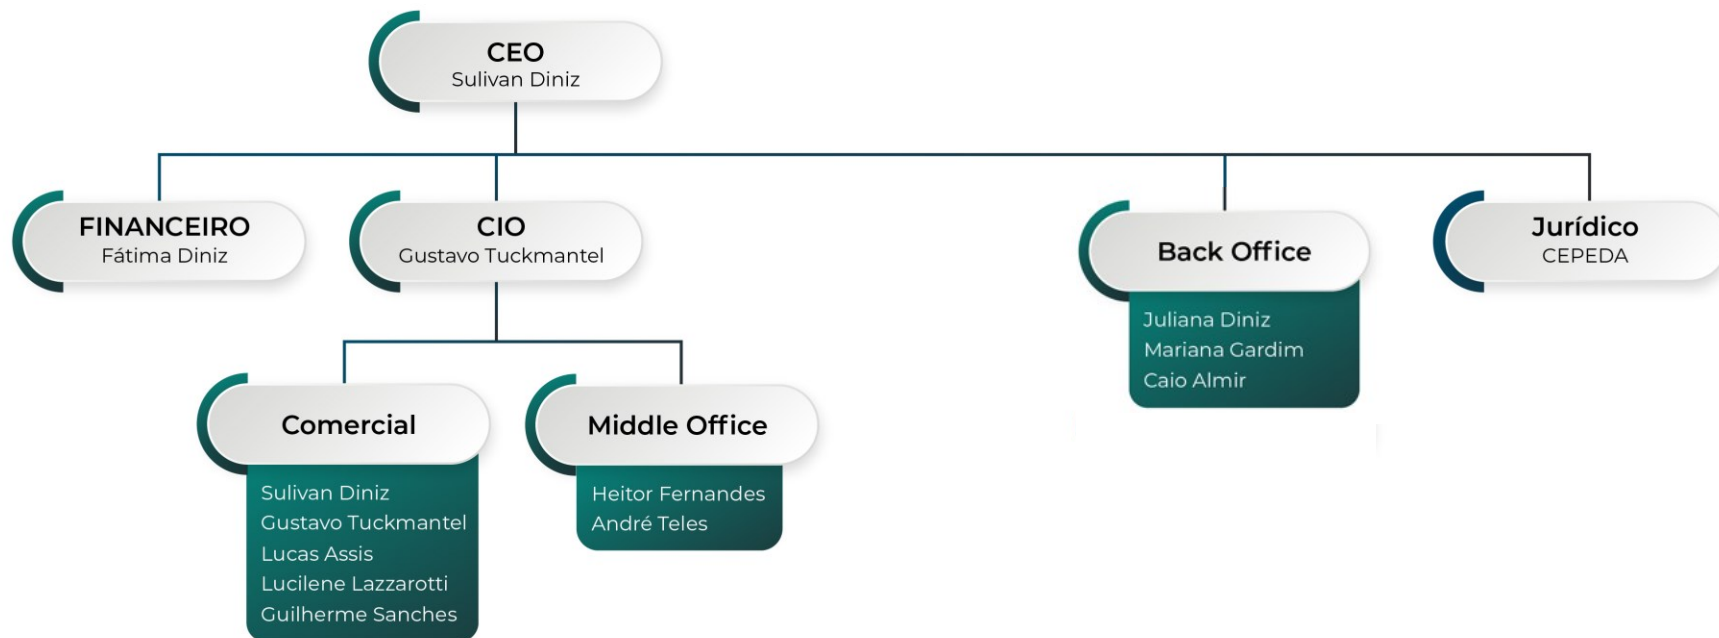 CEO
Sulivan Diniz
FINANCEIRO
Fátima Diniz
CIO
Gustavo Tuckmantel
Back Office
Juliana Diniz
Mariana Gardim
Caio Almir
Jurídico
CEPEDA
Comercial
Sulivan Diniz
Gustavo Tuckmantel
Lucas Assis
Lucilene Lazzarotti
Guilherme Sanches
Middle Office
Heitor Fernandes
André Teles